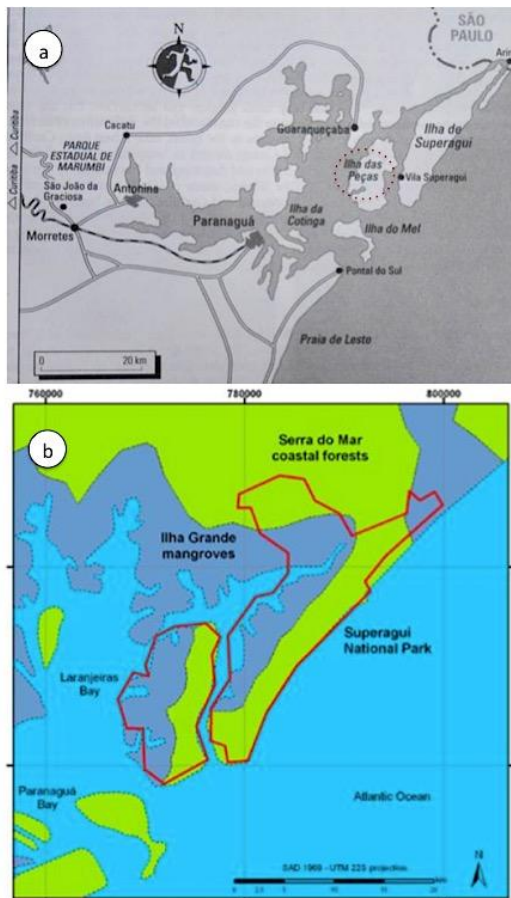 a
SÃO
PAULO
N
Cacatu
Guaraqueçaba
Ilha de
Superagui
PARQUE
ESTADUAL DE
MARUMBI
Ilha das
Peças
Vila Superagui
Curitiba
Curitiba
São João da
Graciosa
Antonina
Paranaguá
Ilha da
Cotinga
Ilha do Mel
Morretes
Pontal do Sul
Praia de Leste
0 20 km
760000 780000 800000
b
Serra do Mar
coastal forests
Ilha Grande
mangroves
Superagui
National Park
Laranjeiras
Bay
Paranaguá
Bay
Atlantic Ocean
SAD 1969 - UTM 22S projection
N